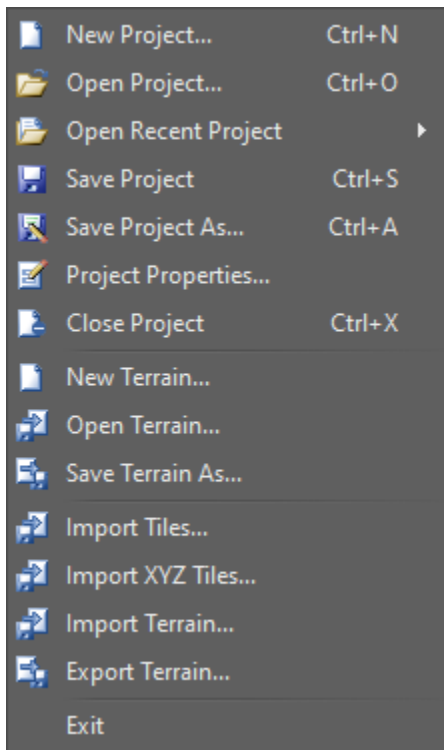 New Project... Ctrl+N
Open Project... Ctrl+O
Open Recent Project
Save Project Ctrl+S
Save Project As... Ctrl+A
Project Properties...
Close Project Ctrl+X
New Terrain...
Open Terrain...
Save Terrain As...
Import Tiles...
Import XYZ Tiles...
Import Terrain...
Export Terrain...
Exit